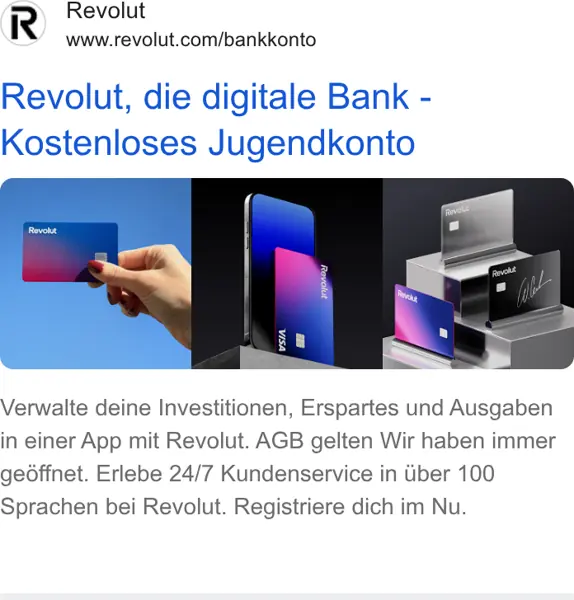 Revolut
www.revolut.com/bankkonto
Revolut, die digitale Bank -
Kostenloses Jugendkonto
Revolut
Revolut
VISA
Revolut
Revolut
Revolut
Verwalte deine Investitionen, Erspartes und Ausgaben
in einer App mit Revolut. AGB gelten Wir haben immer
geöffnet. Erlebe 24/7 Kundenservice in über 100
Sprachen bei Revolut. Registriere dich im Nu.